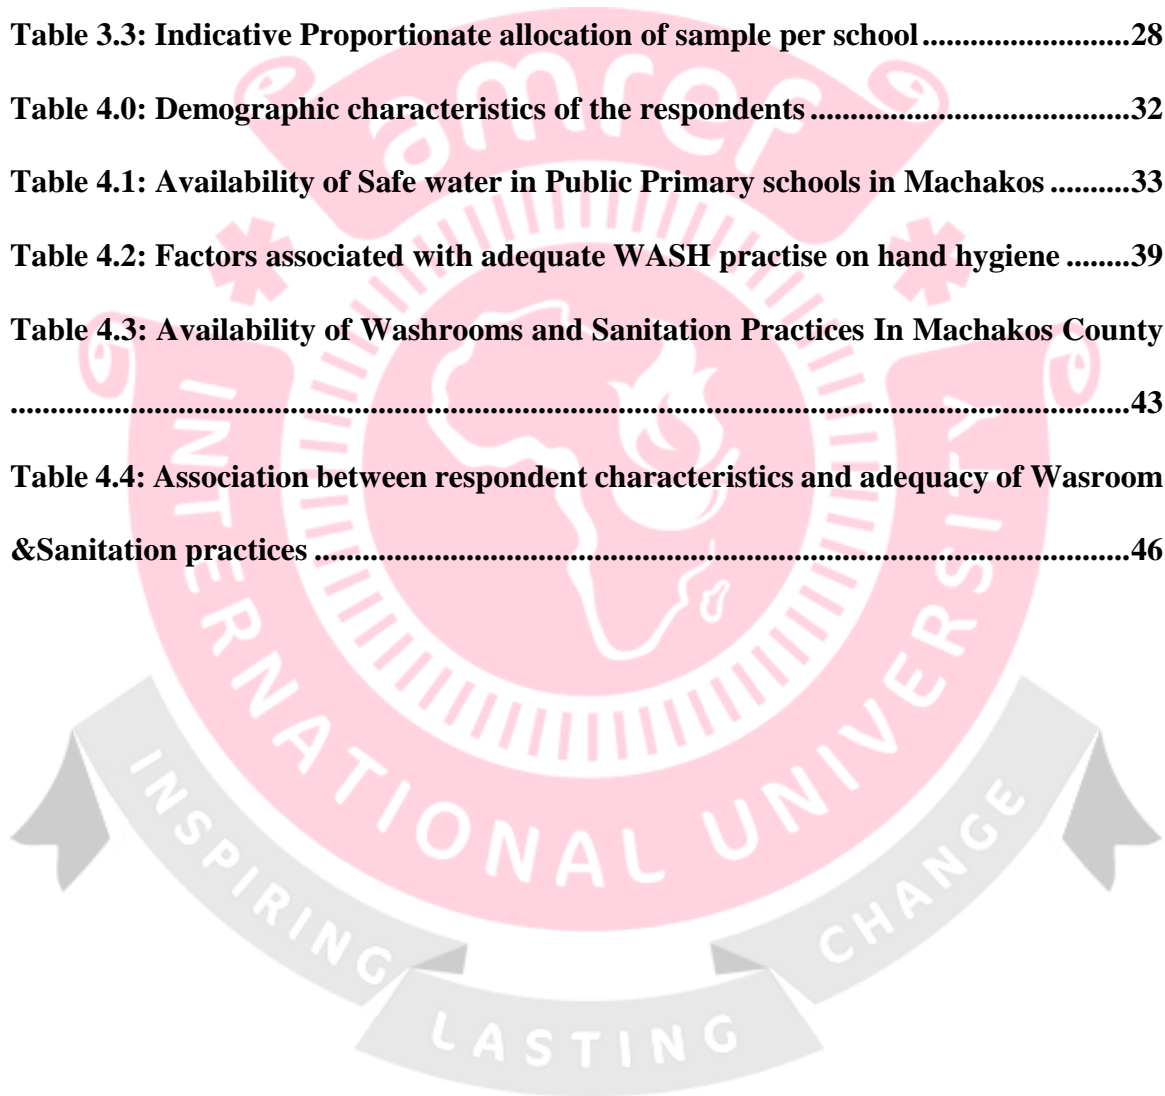 Table 3.3: Indicative Proportionate allocation of sample per school..........................28
Table 4.0: Demographic characteristics of the respondents........................................32
Table 4.1: Availability of Safe water in Public Primary schools in Machakos..........33
Table 4.2: Factors associated with adequate WASH practise on hand hygiene........39
Table 4.3: Availability of Washrooms and Sanitation Practices In Machakos County
..............................................................................................................................................43
Table 4.4: Association between respondent characteristics and adequacy of Wasroom
&Sanitation practices.......................................................................................................46
amref
INTERNATIONAL UNIVERSITY
INSPIRING
LASTING
CHANGE